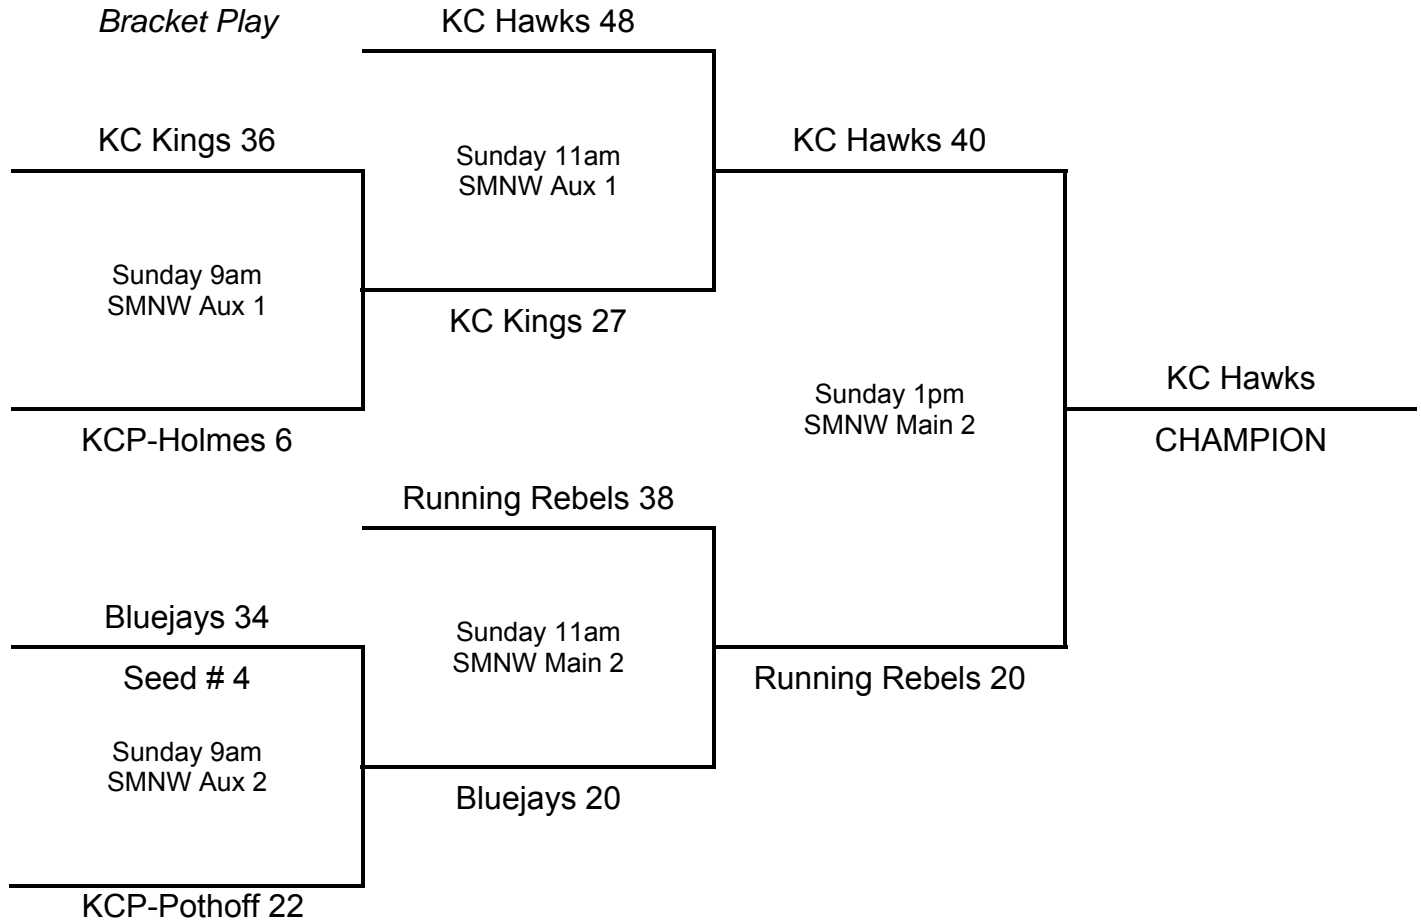 Bracket Play
KC Hawks 48
KC Kings 36
Sunday 11am
SMNW Aux 1
KC Hawks 40
Sunday 9am
SMNW Aux 1
KC Kings 27
KC Hawks
Sunday 1pm
SMNW Main 2
KCP-Holmes 6
CHAMPION
Running Rebels 38
Bluejays 34
Sunday 11am
SMNW Main 2
Seed # 4
Running Rebels 20
Sunday 9am
SMNW Aux 2
Bluejays 20
KCP-Pothoff 22